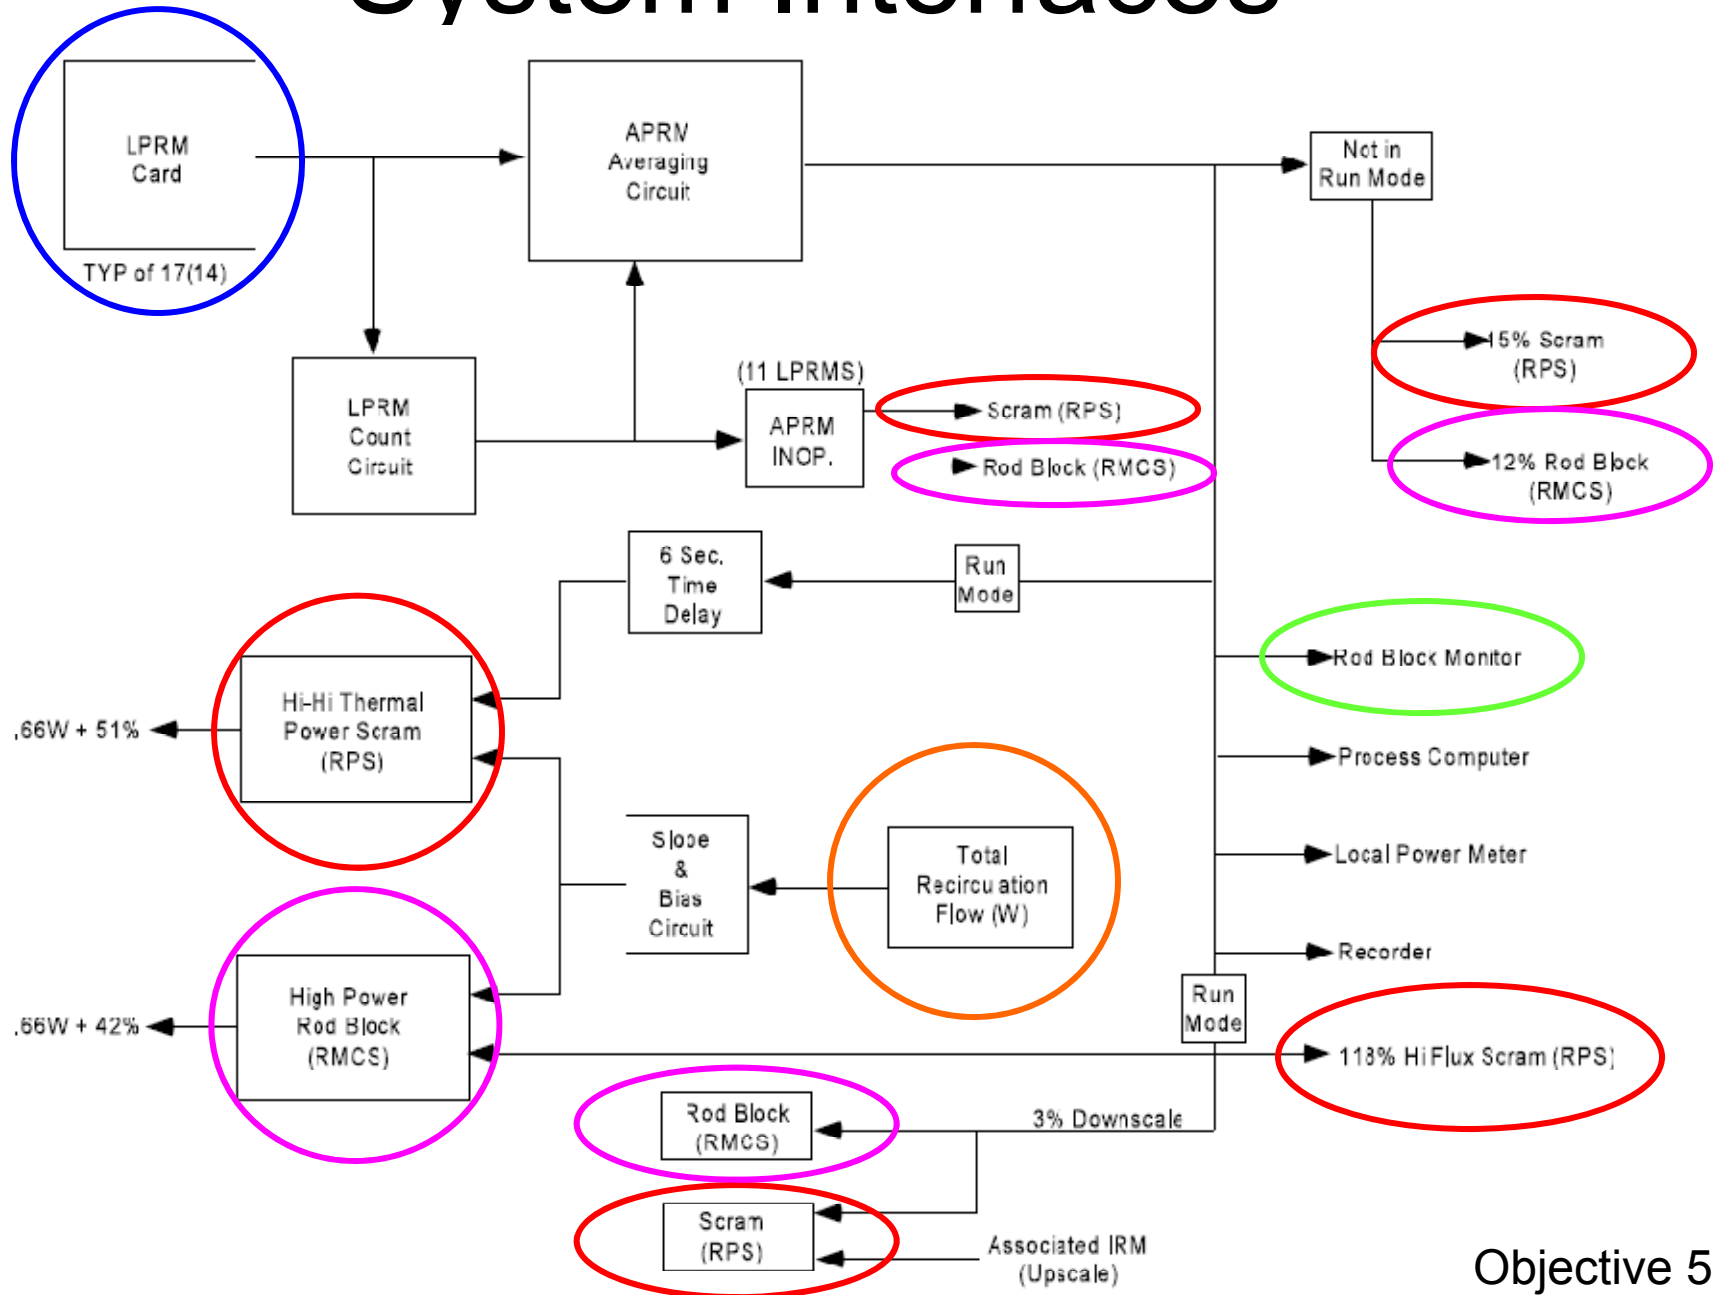 System Interfaces
LPRM
Card
TYP of 17(14)
APRM
Averaging
Circuit
Not in
Run Mode
15% Scram
(RPS)
12% Rod Block
(RMCS)
LPRM
Count
Circuit
(11 LPRMS)
APRM
INOP.
Scram (RPS)
Rod Block (RMCS)
6 Sec.
Time
Delay
Run
Mode
Hi-Hi Thermal
Power Scram
(RPS)
.66W + 51%
Rod Block Monitor
Process Computer
Local Power Meter
Recorder
Slope
&
Bias
Circuit
Total
Recirculation
Flow (W)
High Power
Rod Block
(RMCS)
.66W + 42%
Run
Mode
118% Hi Flux Scram (RPS)
3% Downscale
Rod Block
(RMCS)
Scram
(RPS)
Associated IRM
(Upscale)
Objective 5